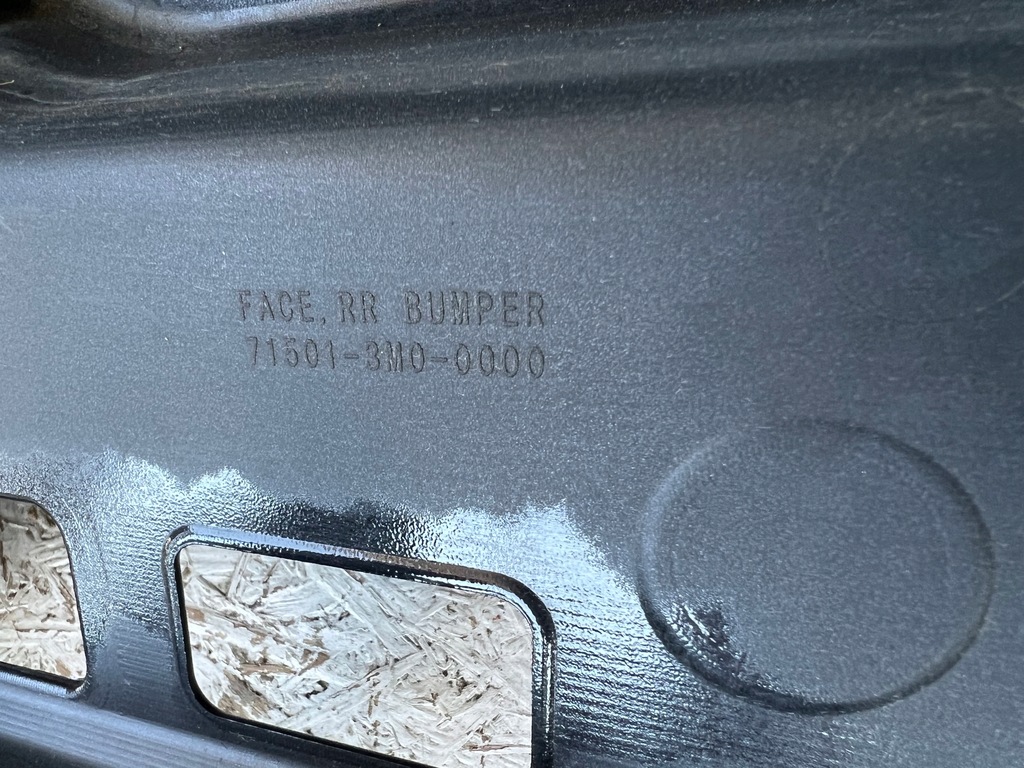 FACE, RR BUMPER
71501-3M0-0000